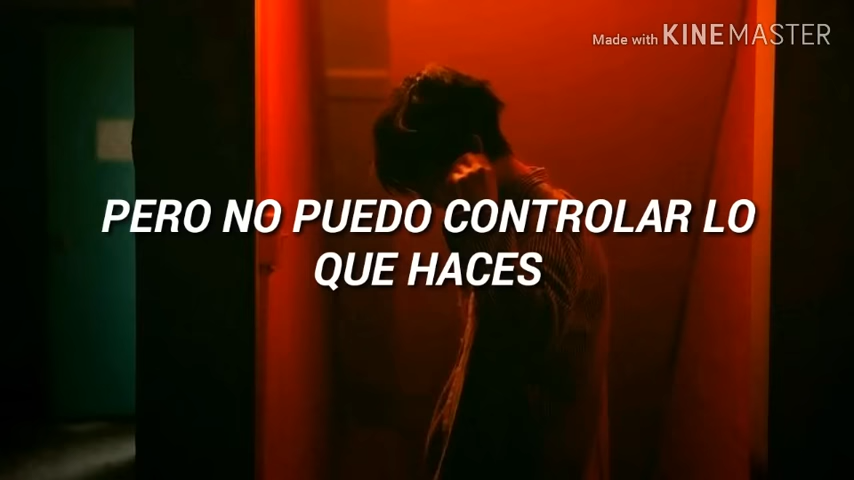 Made with KINEMASTER
PERO NO PUEDO CONTROLAR LO
QUE HACES